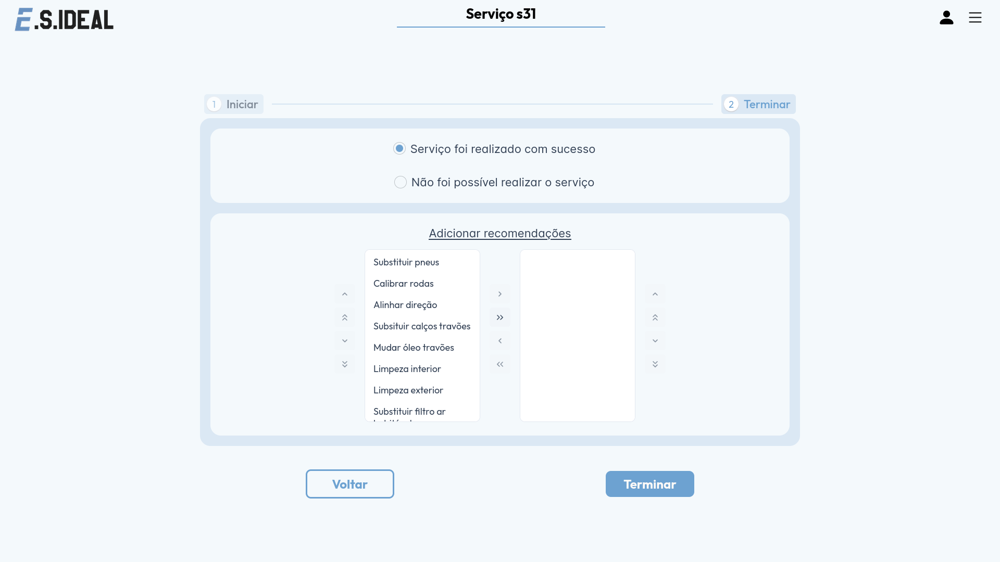 E.S.IDEAL
Serviço s31
1 Iniciar
2 Terminar
Serviço foi realizado com sucesso
Não foi possível realizar o serviço
Adicionar recomendações
Substituir pneus
Calibrar rodas
Alinhar direção
Subsituir calços travões
Mudar óleo travões
Limpeza interior
Limpeza exterior
Substituir filtro ar
Voltar
Terminar